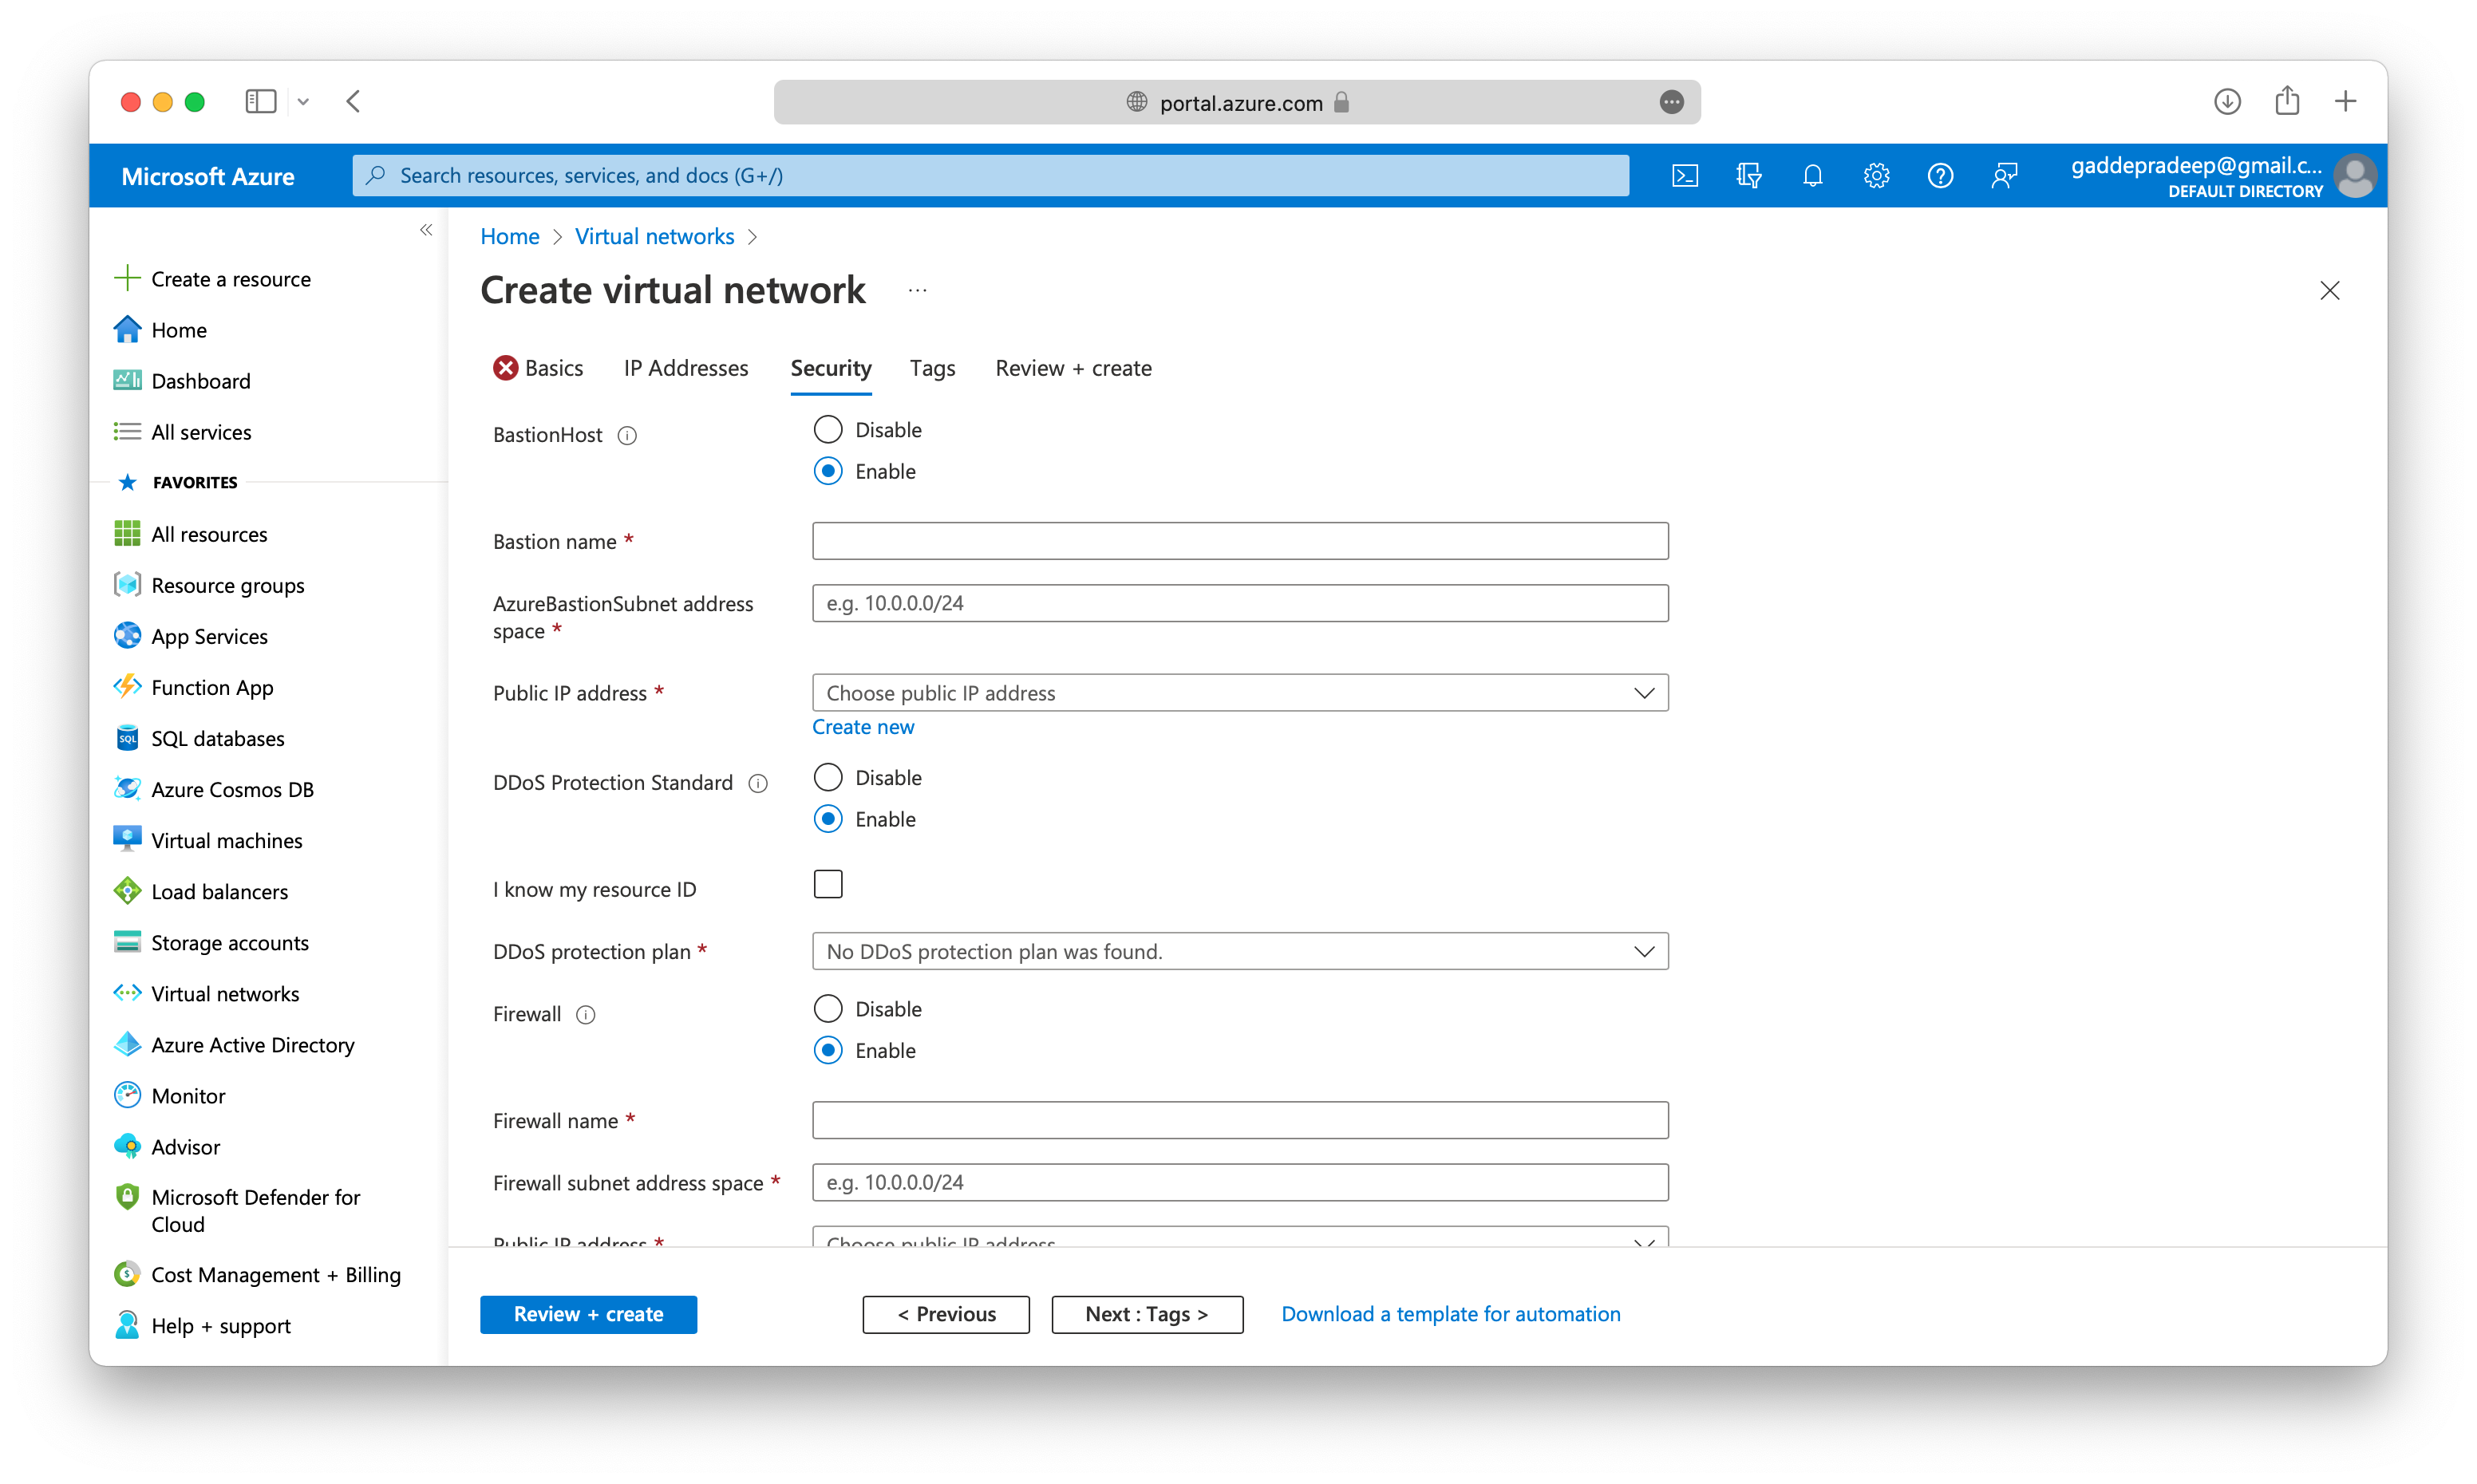 portal.azure.com
Microsoft Azure
Search resources, services, and docs (G+/)
gaddepradeep@gmail.c...
DEFAULT DIRECTORY
Create a resource
Home
Dashboard
All services
FAVORITES
All resources
Resource groups
App Services
Function App
SQL databases
Azure Cosmos DB
Virtual machines
Load balancers
Storage accounts
Virtual networks
Azure Active Directory
Monitor
Advisor
Microsoft Defender for
Cloud
Cost Management + Billing
Help + support
Home > Virtual networks >
Create virtual network ...
Basics IP Addresses Security Tags Review + create
BastionHost
Disable
Enable
Bastion name *
AzureBastionSubnet address
space *
e.g. 10.0.0.0/24
Public IP address *
Choose public IP address
Create new
DDoS Protection Standard
Disable
Enable
I know my resource ID
DDoS protection plan *
No DDoS protection plan was found.
Firewall
Disable
Enable
Firewall name *
Firewall subnet address space *
e.g. 10.0.0.0/24
Public IP address *
Choose public IP address
Review + create
< Previous
Next : Tags >
Download a template for automation